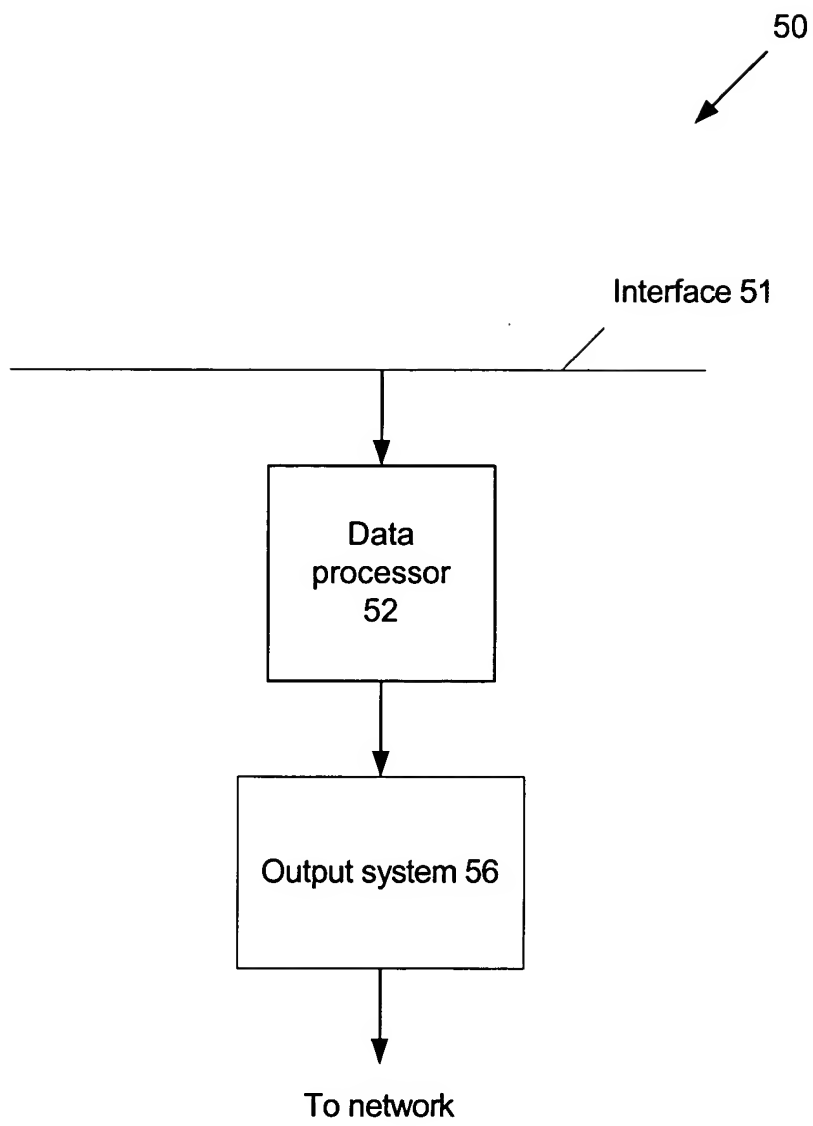 50
Interface 51
Data
processor
52
Output system 56
To network